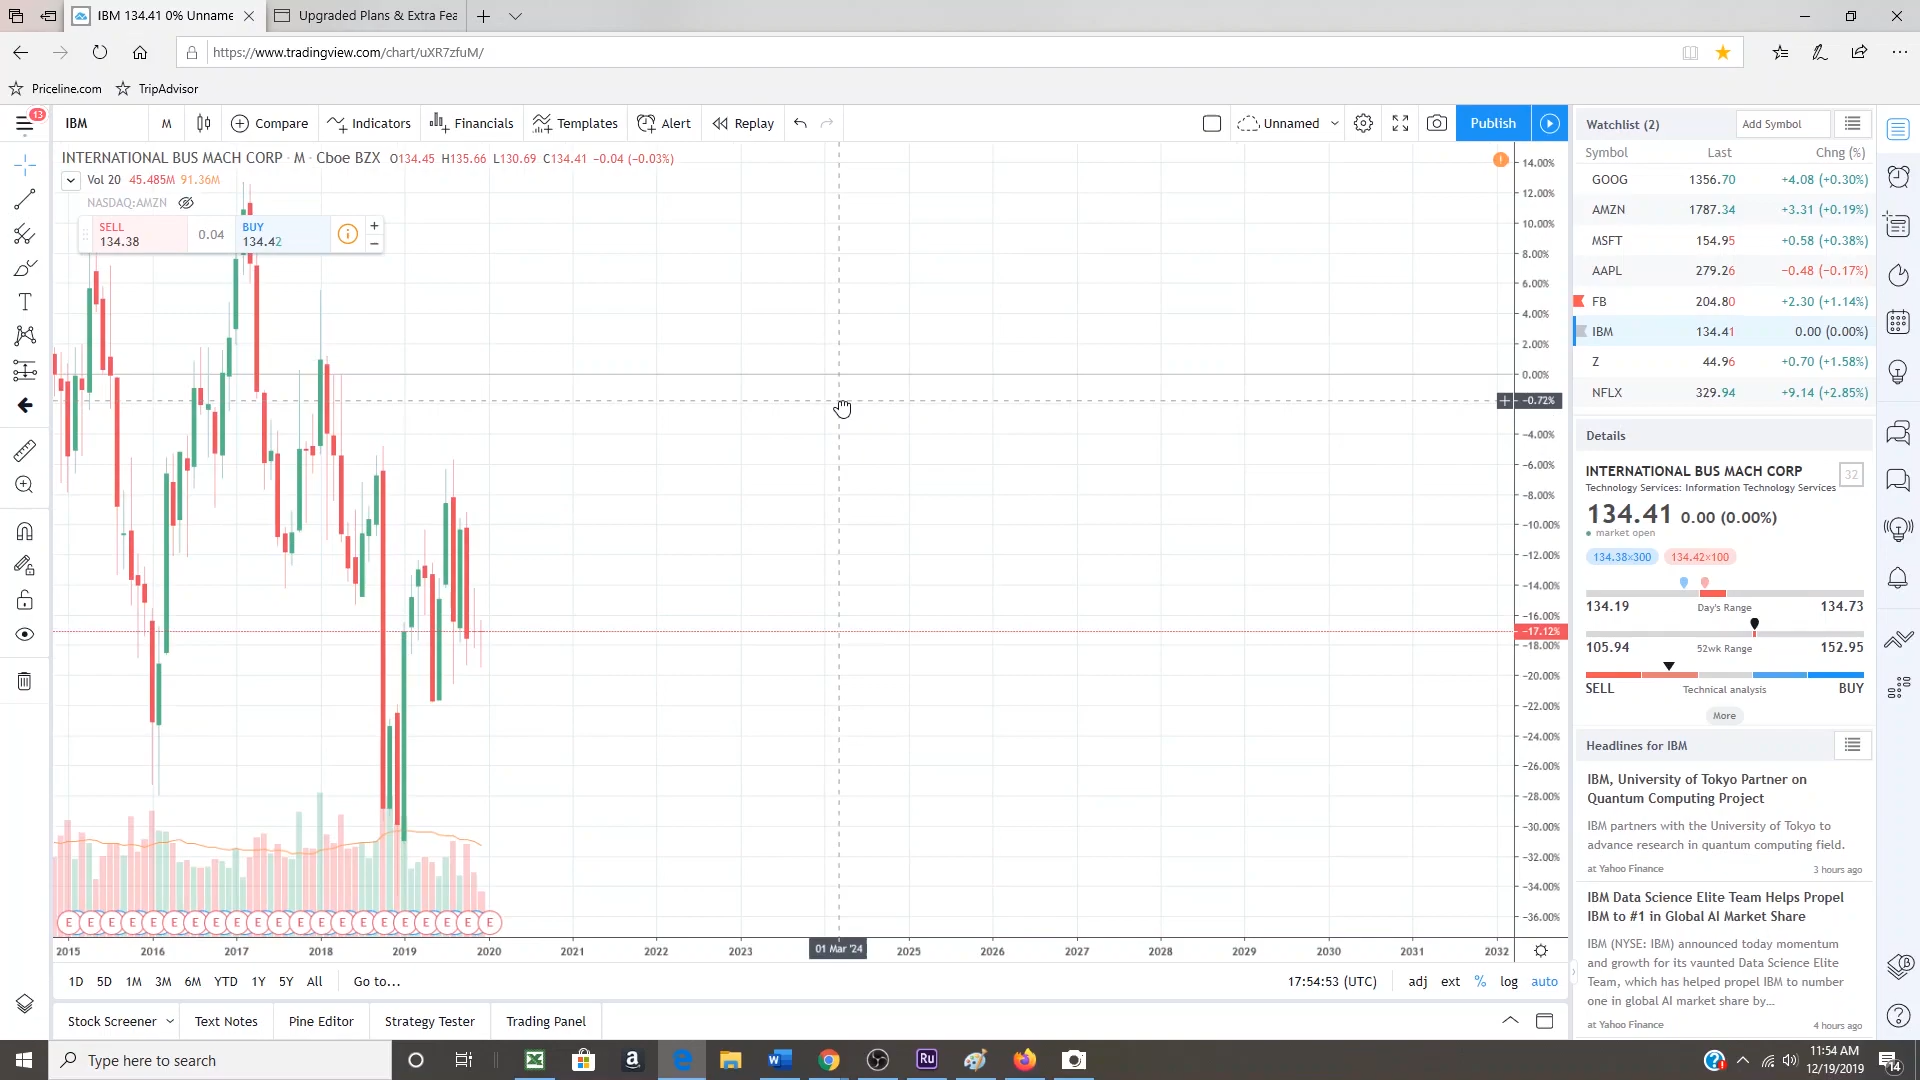 IBM 134.41 0% Unname
Upgraded Plans & Extra Fea
https://www.tradingview.com/chart/uXR7zfuM/
Priceline.com
TripAdvisor
13
IBM
M
Compare
Indicators
Financials
Templates
Alert
Replay
Unnamed
Publish
INTERNATIONAL BUS MACH CORP · M · Cboe BZX O134.45 H135.66 L130.69 C134.41 −0.04 (−0.03%)
Vol 20 45.485M 91.36M
NASDAQ:AMZN
SELL
134.38
0.04
BUY
134.42
14.00%
12.00%
10.00%
8.00%
6.00%
4.00%
2.00%
0.00%
−0.72%
−4.00%
−6.00%
−8.00%
−10.00%
−12.00%
−14.00%
−16.00%
−17.12%
−18.00%
−20.00%
−22.00%
−24.00%
−26.00%
−28.00%
−30.00%
−32.00%
−34.00%
−36.00%
E E E E E E E E E E E E E E E E E E E E E
2015 2016 2017 2018 2019 2020 2021 2022 2023 01 Mar '24 2025 2026 2027 2028 2029 2030 2031 2032
1D 5D 1M 3M 6M YTD 1Y 5Y All Go to...
17:54:53 (UTC) adj ext % log auto
Stock Screener Text Notes Pine Editor Strategy Tester Trading Panel
Watchlist (2)
Add Symbol
Symbol Last Chng (%)
GOOG 1356.70 +4.08 (+0.30%)
AMZN 1787.34 +3.31 (+0.19%)
MSFT 154.95 +0.58 (+0.38%)
AAPL 279.26 −0.48 (−0.17%)
FB 204.80 +2.30 (+1.14%)
IBM 134.41 0.00 (0.00%)
Z 44.96 +0.70 (+1.58%)
NFLX 329.94 +9.14 (+2.85%)
Details
INTERNATIONAL BUS MACH CORP
32
Technology Services: Information Technology Services
134.41 0.00 (0.00%)
market open
134.38×300 134.42×100
134.19 Day's Range 134.73
105.94 52wk Range 152.95
SELL Technical analysis BUY
More
Headlines for IBM
IBM, University of Tokyo Partner on
Quantum Computing Project
IBM partners with the University of Tokyo to
advance research in quantum computing field.
at Yahoo Finance 3 hours ago
IBM Data Science Elite Team Helps Propel
IBM to #1 in Global AI Market Share
IBM (NYSE: IBM) announced today momentum
and growth for its vaunted Data Science Elite
Team, which has helped propel IBM to number
one in global AI market share by...
at Yahoo Finance 4 hours ago
Type here to search
Ru
11:54 AM
12/19/2019
14